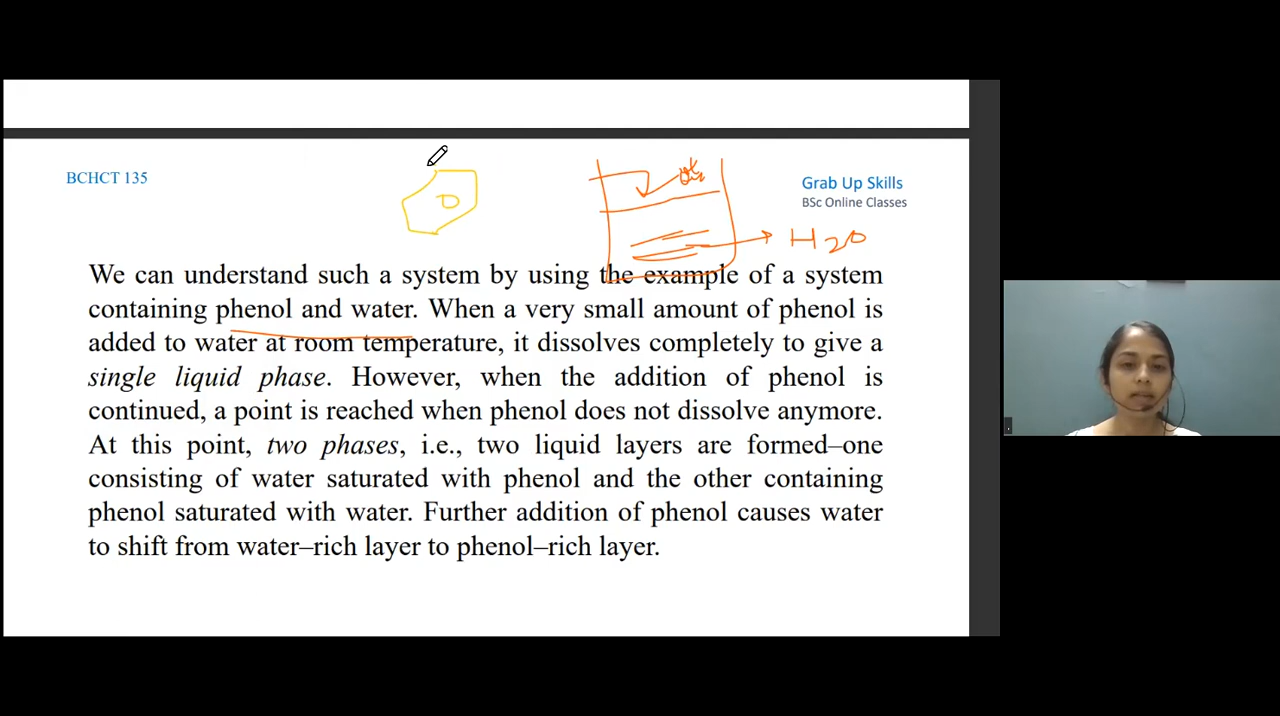 BCHCT 135
Grab Up Skills
BSc Online Classes
H2O
We can understand such a system by using the example of a system
containing phenol and water. When a very small amount of phenol is
added to water at room temperature, it dissolves completely to give a
single liquid phase. However, when the addition of phenol is
continued, a point is reached when phenol does not dissolve anymore.
At this point, two phases, i.e., two liquid layers are formed–one
consisting of water saturated with phenol and the other containing
phenol saturated with water. Further addition of phenol causes water
to shift from water–rich layer to phenol–rich layer.